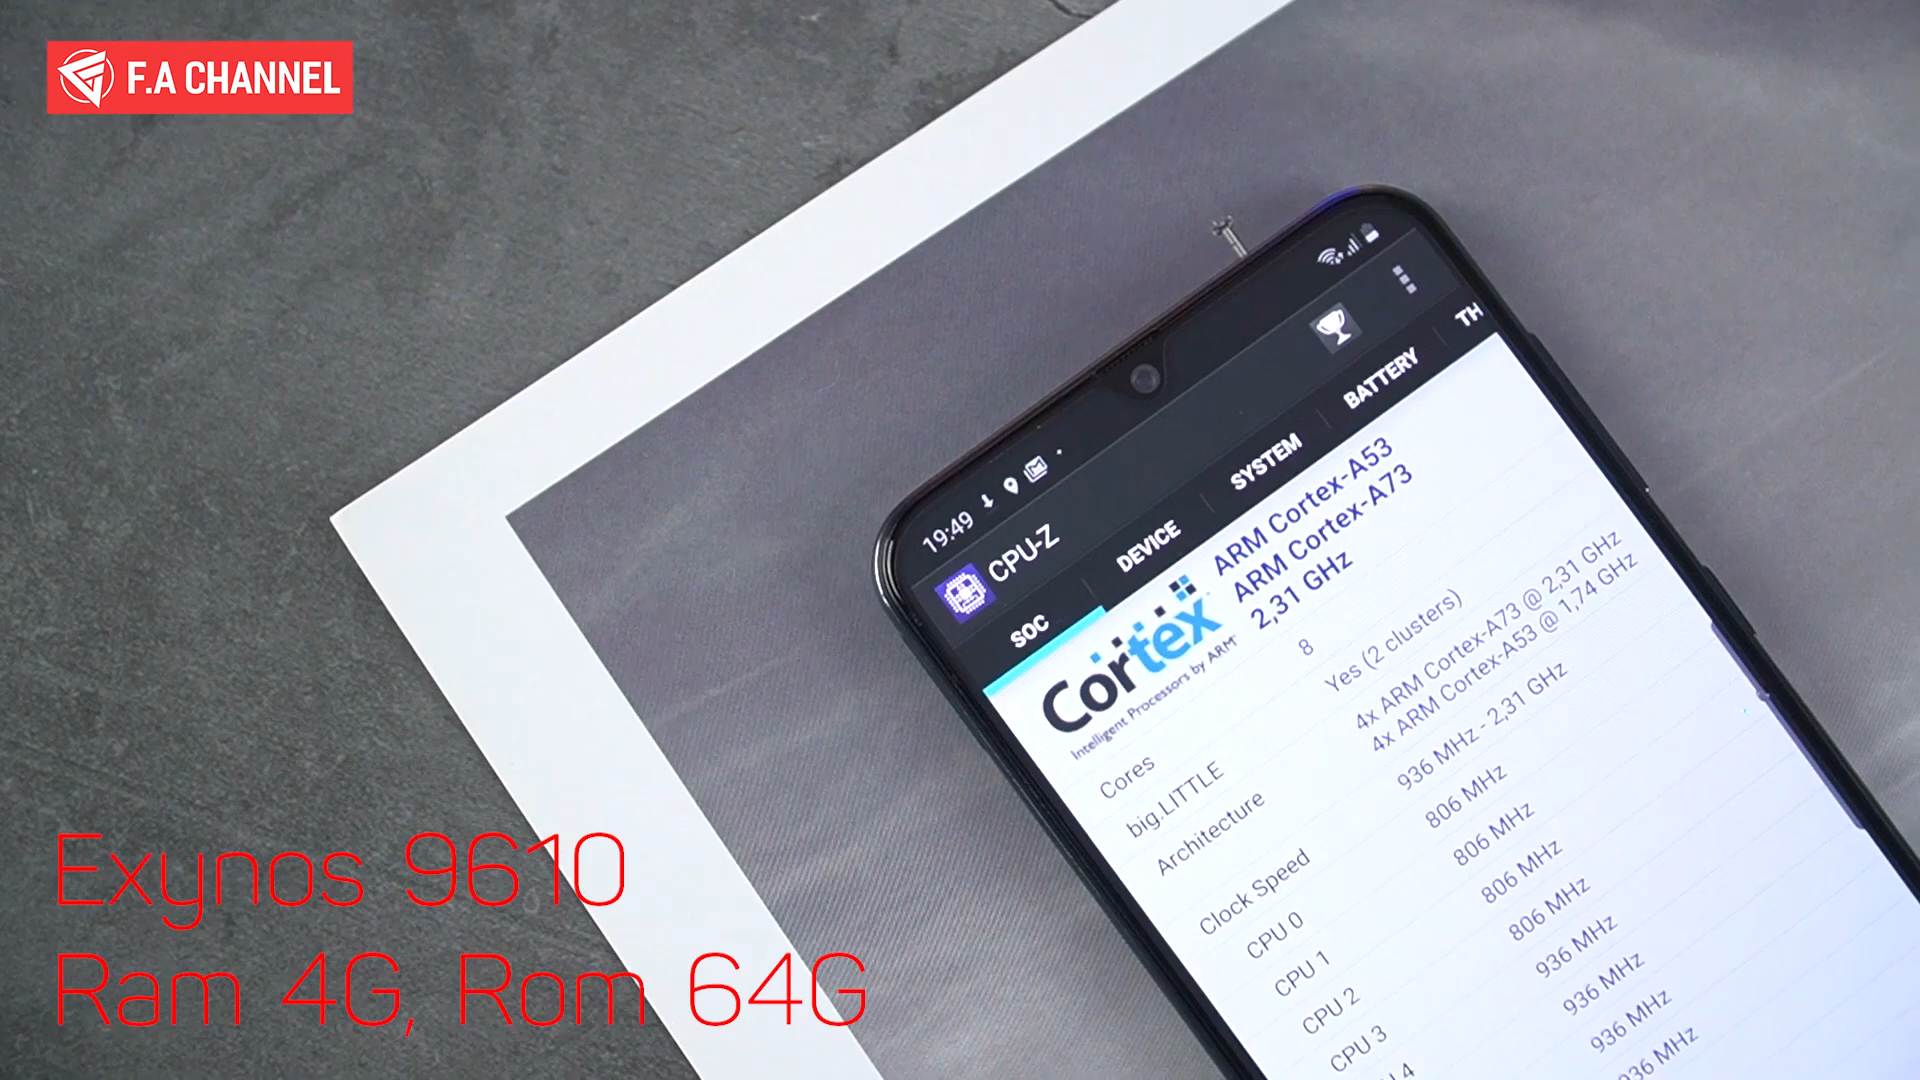 F.A CHANNEL
19:49
CPU-Z
SOC
DEVICE
SYSTEM
BATTERY
TH
Cortex
Intelligent Processors by ARM
ARM Cortex-A53
ARM Cortex-A73
2,31 GHz
Cores 8
big.LITTLE Yes (2 clusters)
Architecture 4x ARM Cortex-A73 @ 2,31 GHz
4x ARM Cortex-A53 @ 1,74 GHz
Clock Speed 936 MHz - 2,31 GHz
CPU 0 806 MHz
CPU 1 806 MHz
CPU 2 806 MHz
CPU 3 806 MHz
4 936 MHz
936 MHz
936 MHz
936 MHz
Exynos 9610
Ram 4G, Rom 64G